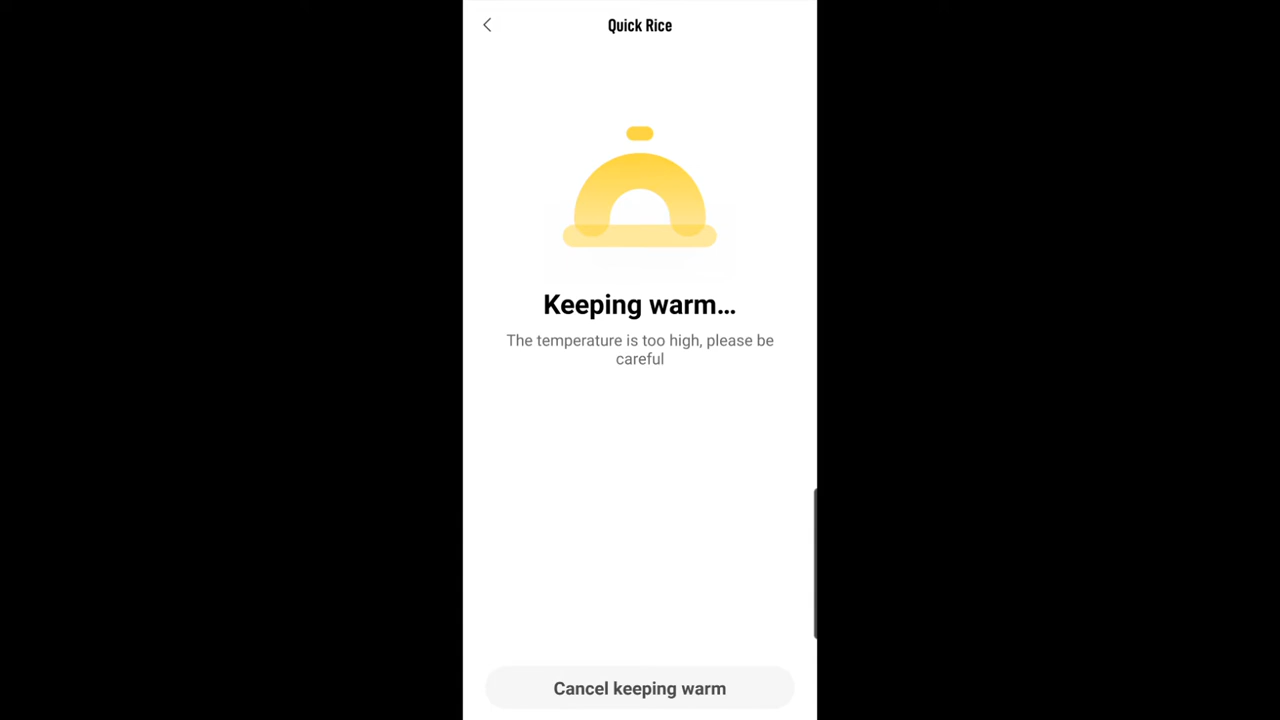 Quick Rice
Keeping warm...
The temperature is too high, please be
careful
Cancel keeping warm